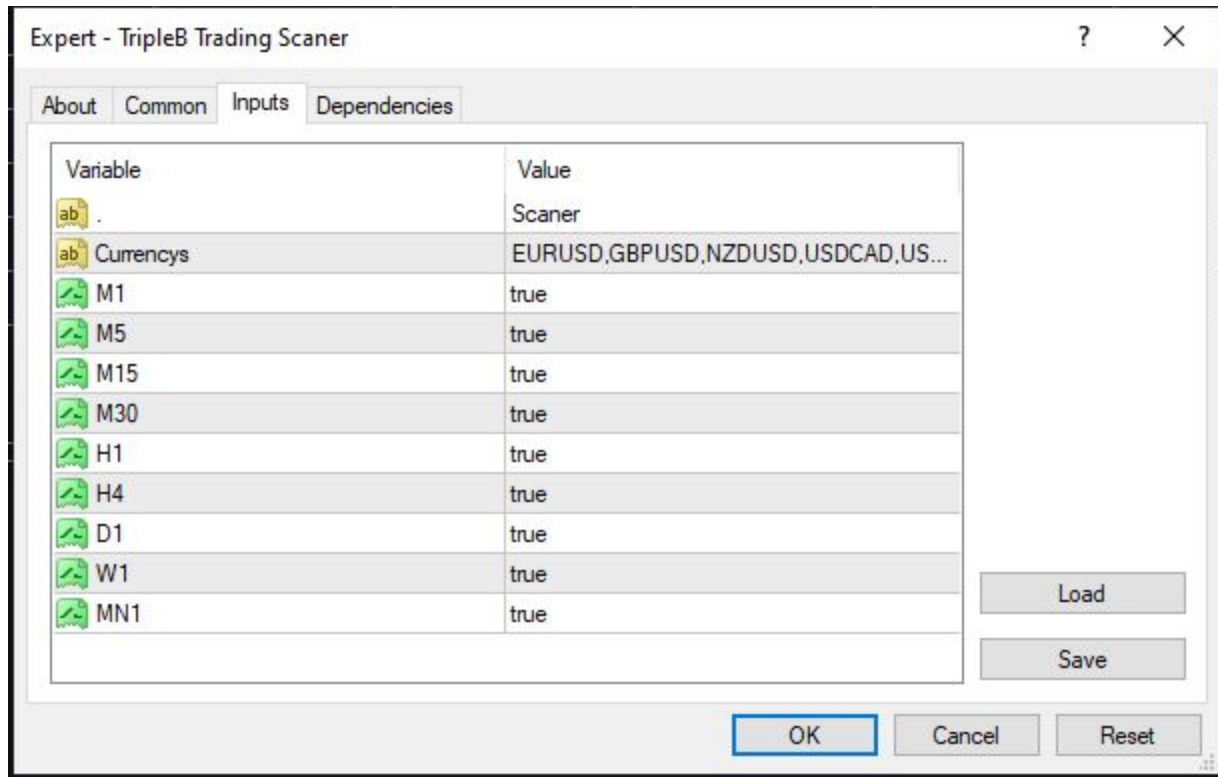 Expert - TripleB Trading Scaner ?
About Common Inputs Dependencies
Variable Value
ab . Scaner
ab Currencys EURUSD,GBPUSD,NZDUSD,USDCAD,US...
M1 true
M5 true
M15 true
M30 true
H1 true
H4 true
D1 true
W1 true
MN1 true
Load
Save
OK Cancel Reset